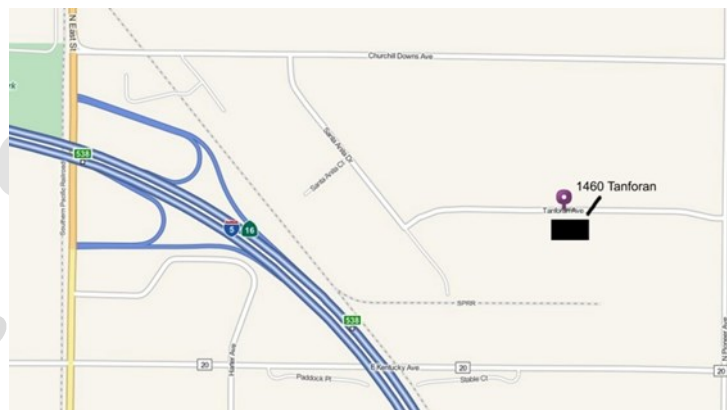 N East St
Churchill Downs Ave
rk
538
Southern Pacific Railroad
Santa Anita Ct
Santa Anita Ct
1460 Tanforan
Tanforan Ave
5
16
SPRR
538
Harter Ave
20
E Kentucky Ave
20
N Pioneer Ave
20
Paddock Pl
Stable Ct